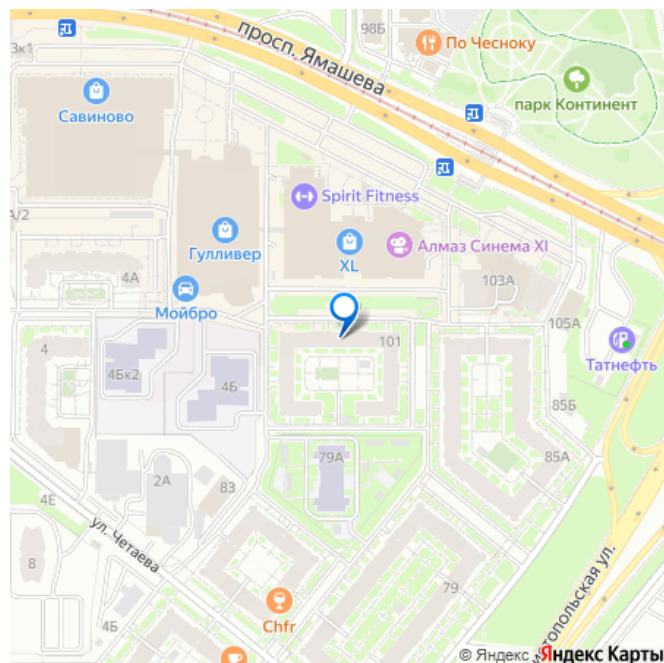 98Б
3к1
просп. Ямашева
По Чесноку
парк Континент
Савиново
Spirit Fitness
А/2
Гулливер
XL
Алмаз Синема XI
4А
103А
Мойбро
105А
101
4
Татнефть
4Бк2
4Б
85Б
79А
85А
2А
83
4Е
ул. Четаева
8
79
4Б
Chfr
топольская ул.
© Яндекс Яндекс Карты